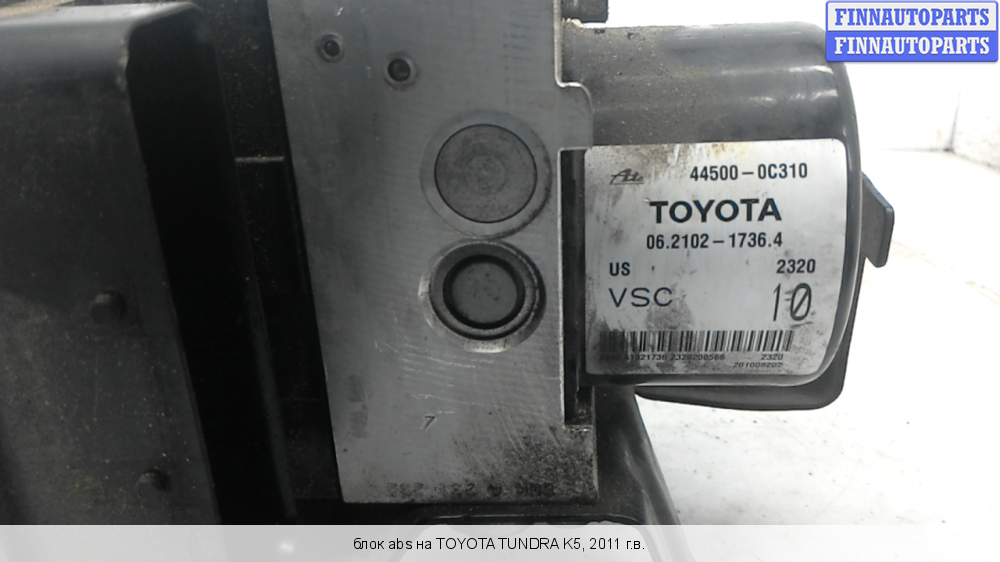 FINNAUTOPARTS
FINNAUTOPARTS
44500-0C310
TOYOTA
06.2102-1736.4
US 2320
VSC 10
2320
7
блок abs на TOYOTA TUNDRA K5, 2011 г.в.